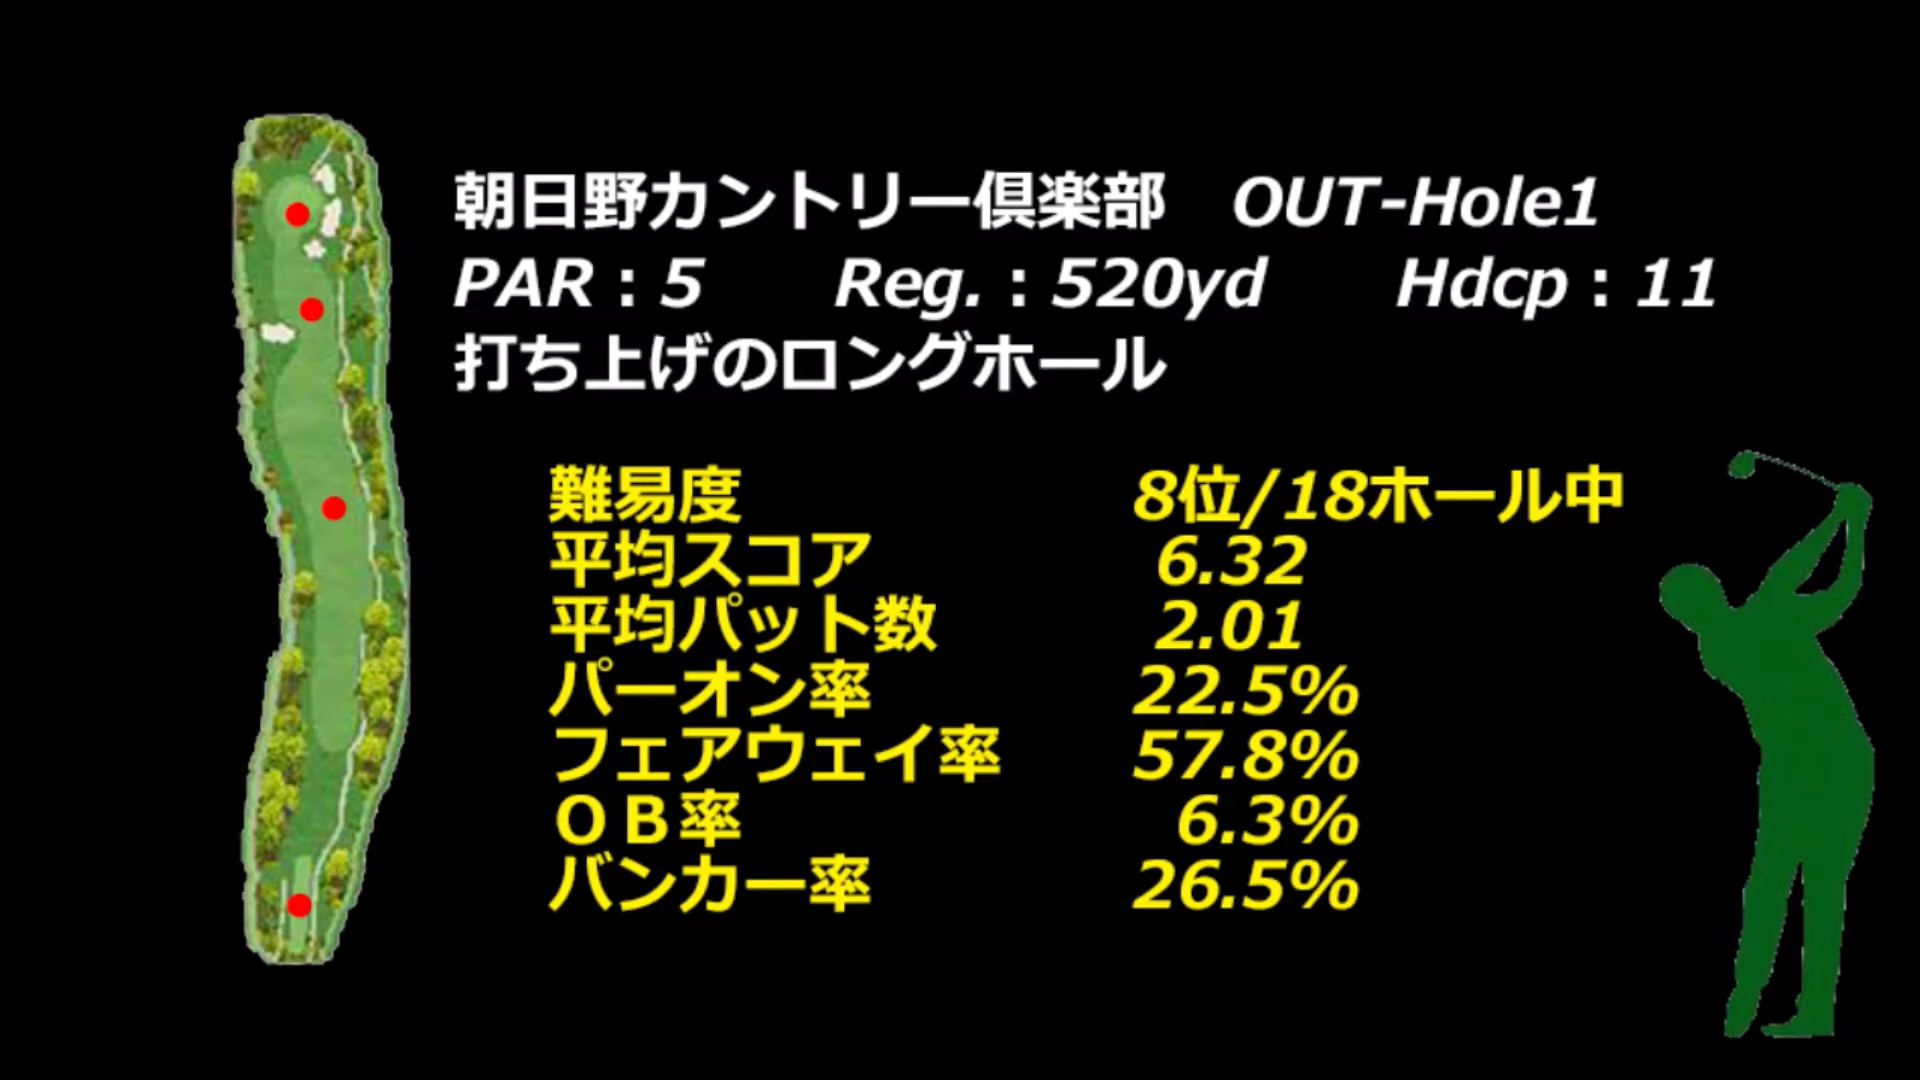 朝日野カントリー倶楽部　OUT-Hole1
PAR：5　Reg.：520yd　Hdcp：11
打ち上げのロングホール
難易度　8位/18ホール中
平均スコア　6.32
平均パット数　2.01
パーオン率　22.5%
フェアウェイ率　57.8%
ＯＢ率　6.3%
バンカー率　26.5%